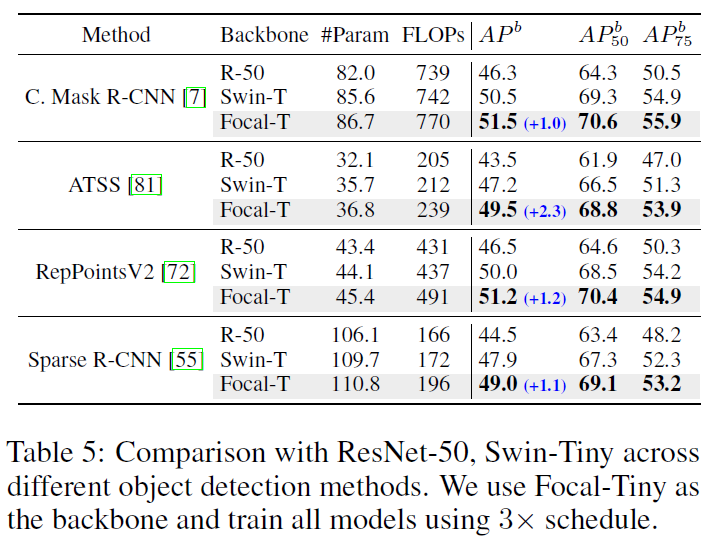 Method Backbone #Param FLOPs AP^b AP^b_50 AP^b_75
R-50 82.0 739 46.3 64.3 50.5
C. Mask R-CNN [7] Swin-T 85.6 742 50.5 69.3 54.9
Focal-T 86.7 770 51.5 (+1.0) 70.6 55.9
R-50 32.1 205 43.5 61.9 47.0
ATSS [81] Swin-T 35.7 212 47.2 66.5 51.3
Focal-T 36.8 239 49.5 (+2.3) 68.8 53.9
R-50 43.4 431 46.5 64.6 50.3
RepPointsV2 [72] Swin-T 44.1 437 50.0 68.5 54.2
Focal-T 45.4 491 51.2 (+1.2) 70.4 54.9
R-50 106.1 166 44.5 63.4 48.2
Sparse R-CNN [55] Swin-T 109.7 172 47.9 67.3 52.3
Focal-T 110.8 196 49.0 (+1.1) 69.1 53.2
Table 5: Comparison with ResNet-50, Swin-Tiny across
different object detection methods. We use Focal-Tiny as
the backbone and train all models using 3× schedule.